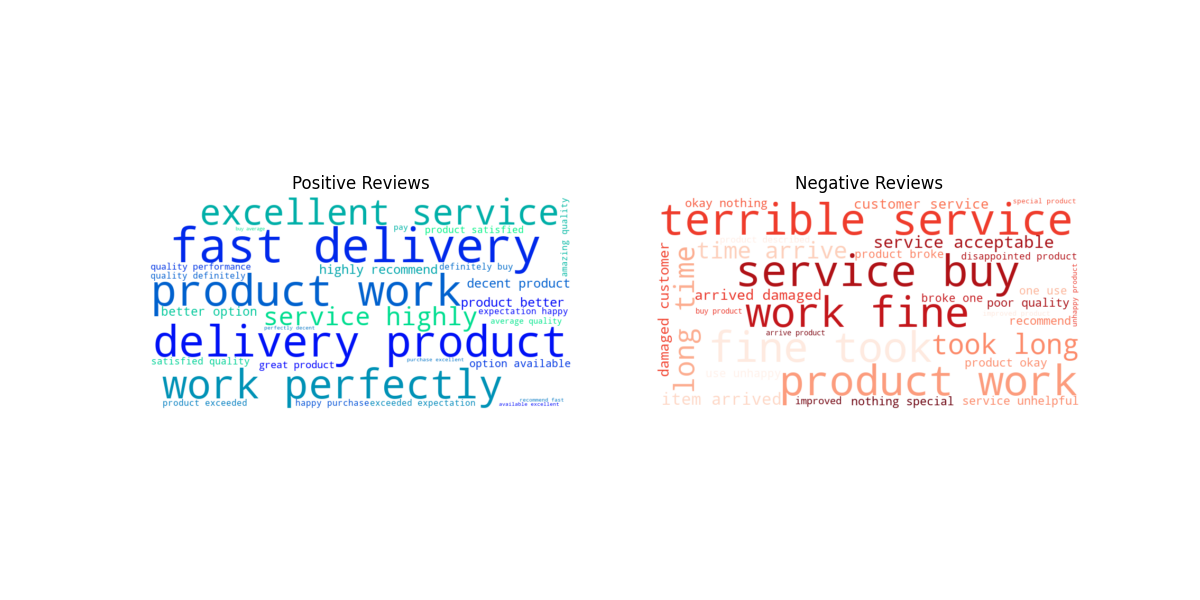 Positive Reviews
excellent service
amazing quality
buy average
pay
product satisfied
fast delivery
quality performance
highly recommend
definitely buy
quality definitely
product work
decent product
product better
better option
service highly
expectation happy
average quality
perfectly decent
delivery product
satisfied quality
great product
purchase excellent
option available
work perfectly
product exceeded
happy purchase
exceeded expectation
recommend fast
available excellent
Negative Reviews
okay nothing
customer service
special product
terrible service
time arrive
service acceptable
product broke
disappointed product
damaged customer
long time
service buy
one use
arrived damaged
broke one
poor quality
unhappy product
buy product
work fine
recommend
arrive product
fine took
took long
product okay
use unhappy
product work
item arrived
improved
nothing special
service unhelpful